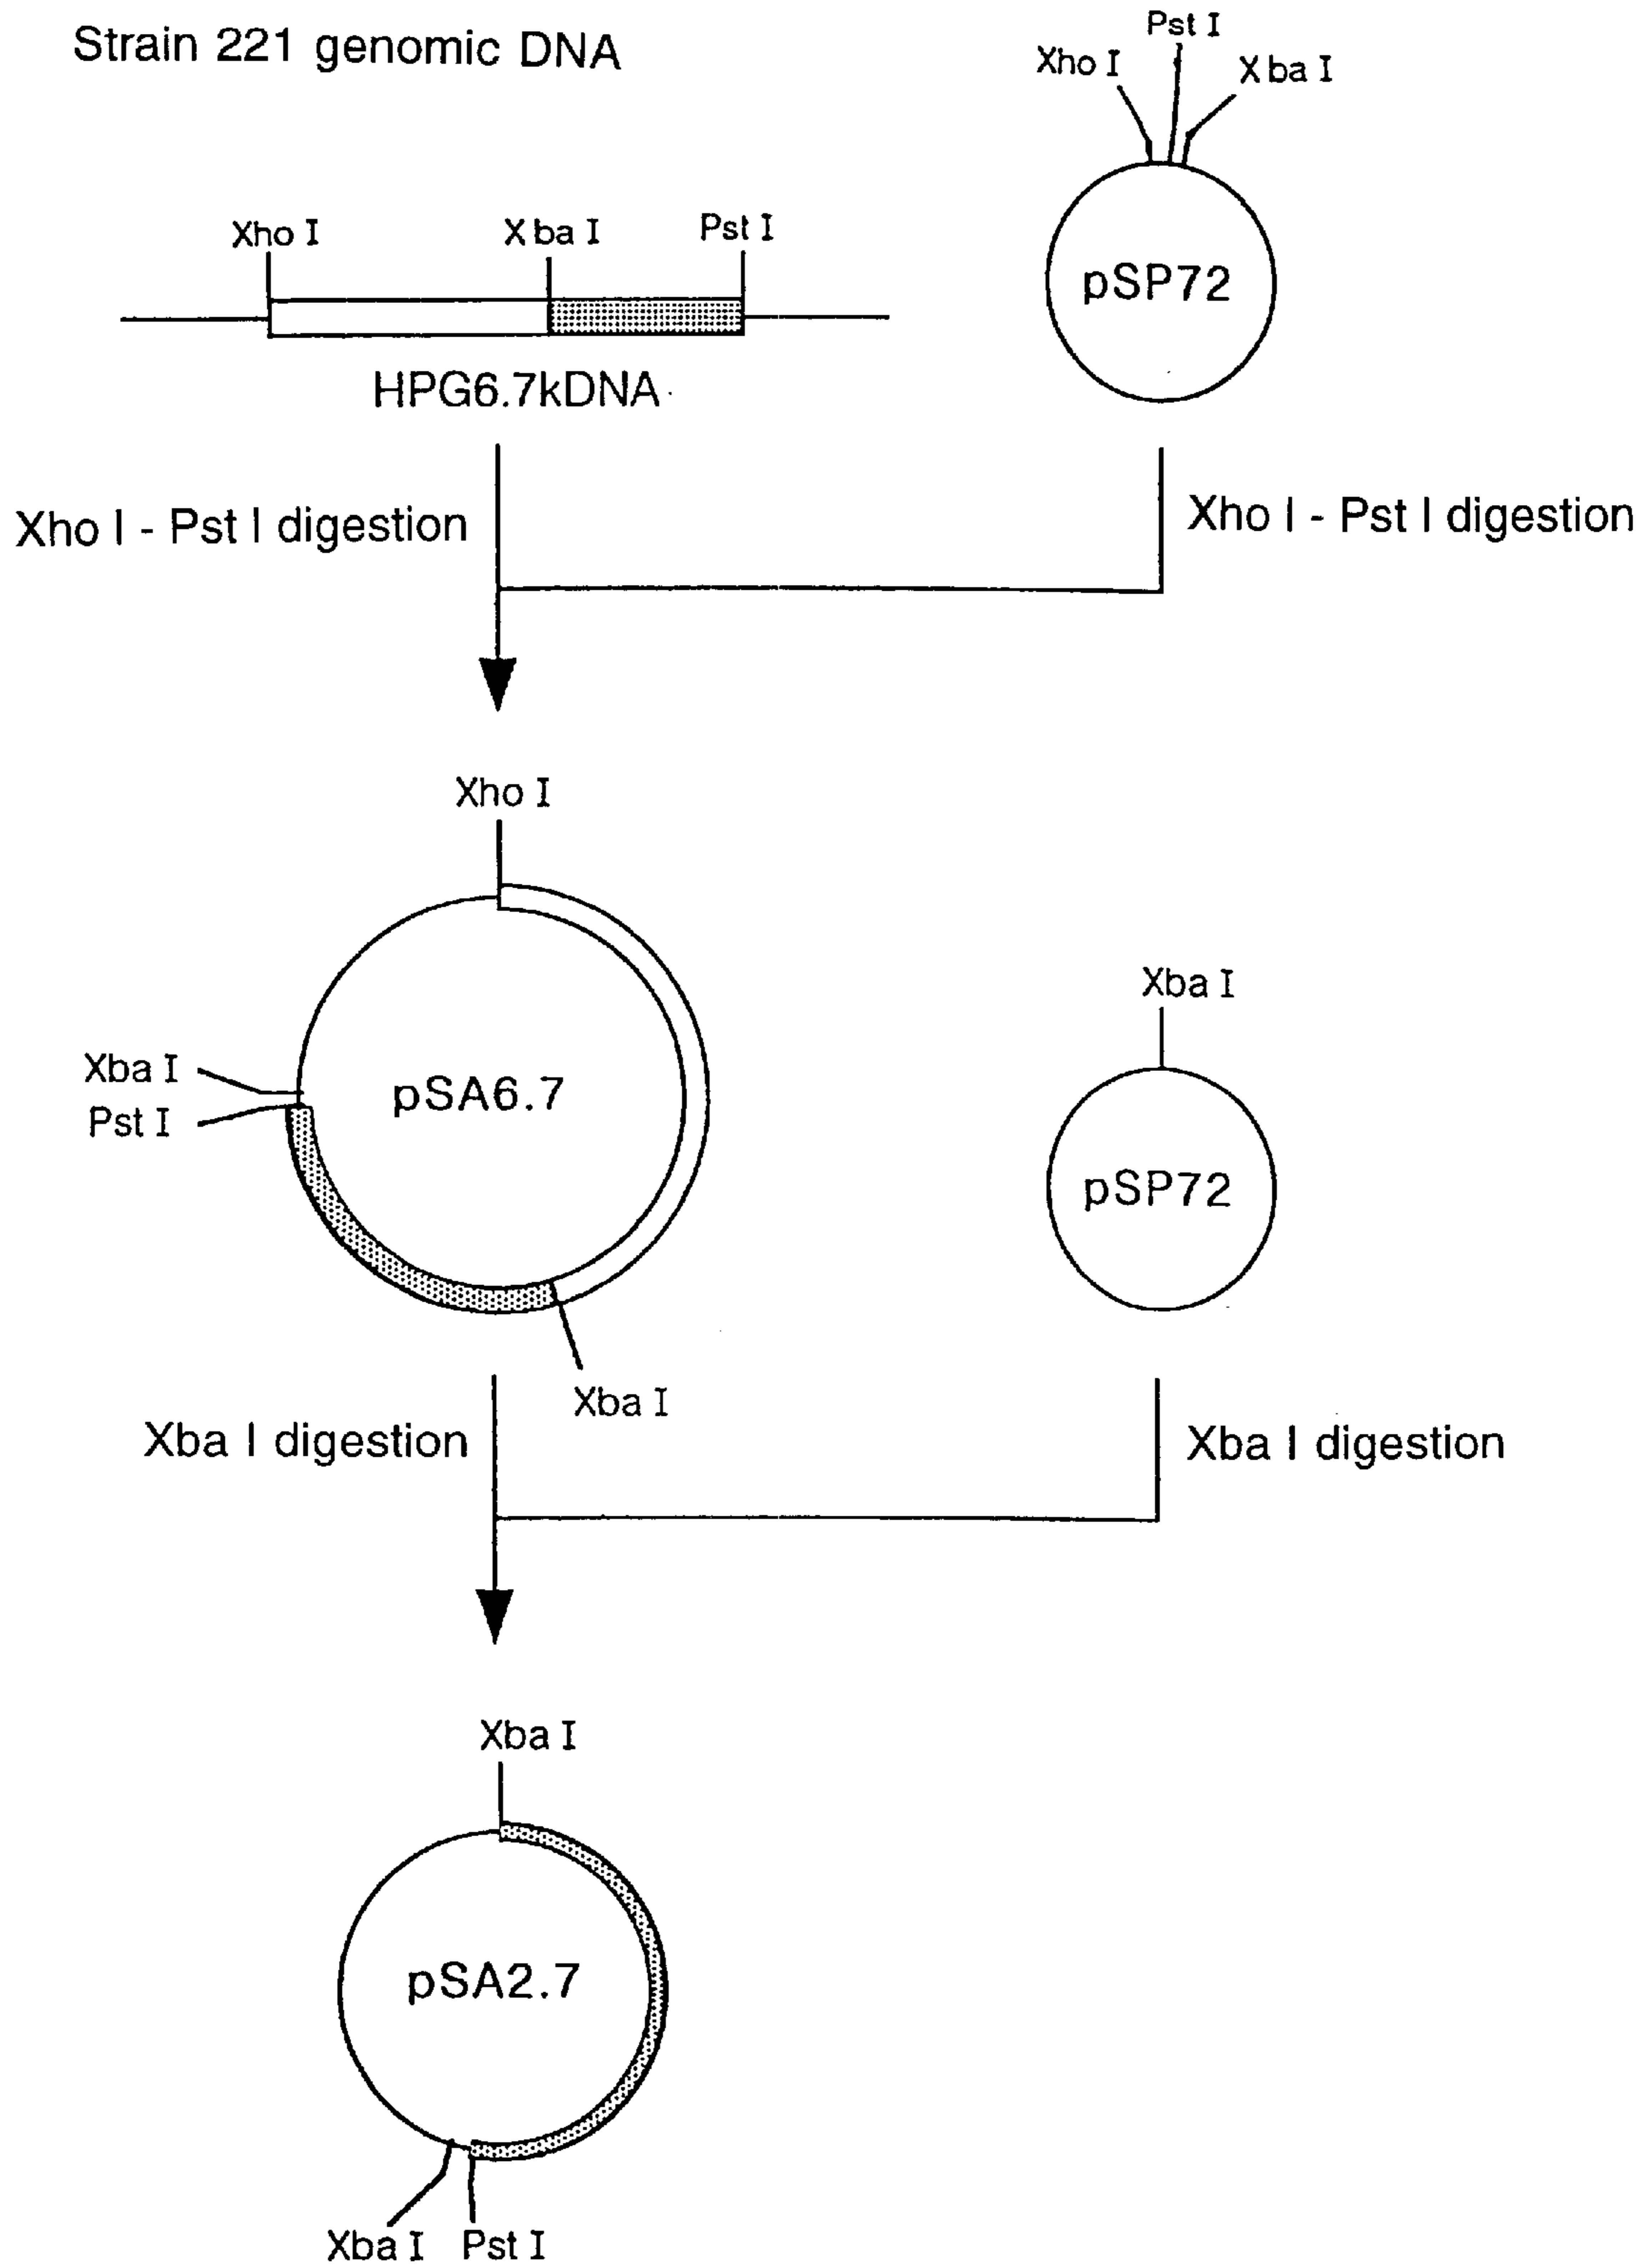 Strain 221 genomic DNA
Pst I
Xho I
Xba I
Xho I
Xba I
Pst I
pSP72
HPG6.7kDNA
Xho I - Pst I digestion
Xho I - Pst I digestion
Xho I
Xba I
Xba I
Pst I
pSA6.7
pSP72
Xba I
Xba I digestion
Xba I digestion
Xba I
pSA2.7
Xba I
Pst I